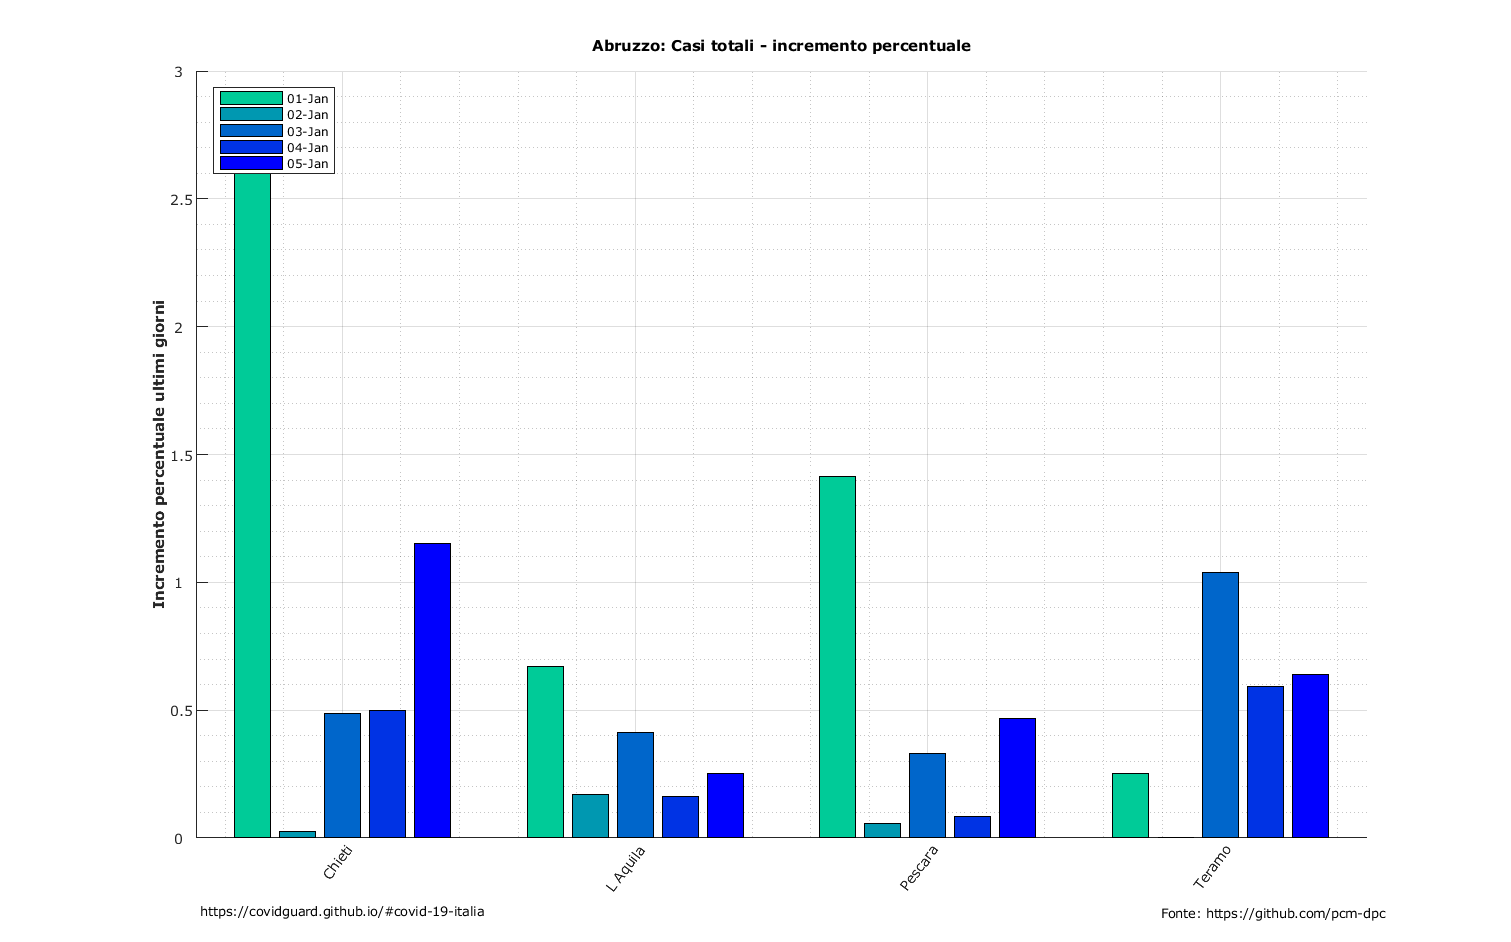 Abruzzo: Casi totali - incremento percentuale
3
2.5
2
1.5
1
0.5
0
Incremento percentuale ultimi giorni
01-Jan
02-Jan
03-Jan
04-Jan
05-Jan
Chieti
L Aquila
Pescara
Teramo
https://covidguard.github.io/#covid-19-italia
Fonte: https://github.com/pcm-dpc